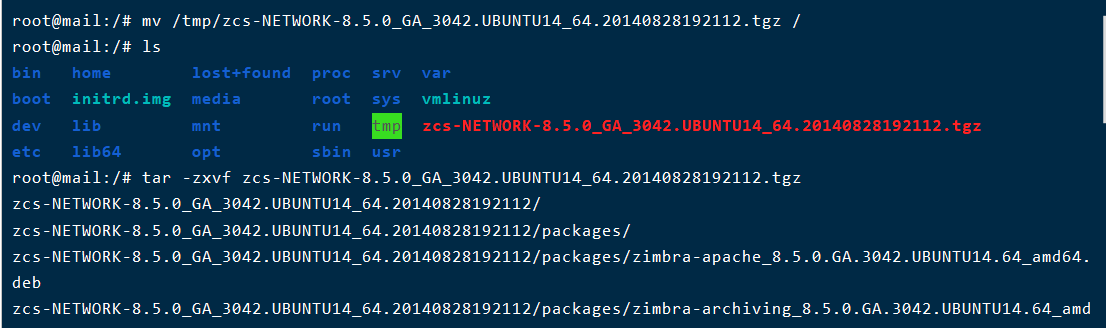 root@mail:/# mv /tmp/zcs-NETWORK-8.5.0_GA_3042.UBUNTU14_64.20140828192112.tgz /
root@mail:/# ls
bin home lost+found proc srv var
boot initrd.img media root sys vmlinuz
dev lib mnt run tmp zcs-NETWORK-8.5.0_GA_3042.UBUNTU14_64.20140828192112.tgz
etc lib64 opt sbin usr
root@mail:/# tar -zxvf zcs-NETWORK-8.5.0_GA_3042.UBUNTU14_64.20140828192112.tgz
zcs-NETWORK-8.5.0_GA_3042.UBUNTU14_64.20140828192112/
zcs-NETWORK-8.5.0_GA_3042.UBUNTU14_64.20140828192112/packages/
zcs-NETWORK-8.5.0_GA_3042.UBUNTU14_64.20140828192112/packages/zimbra-apache_8.5.0.GA.3042.UBUNTU14.64_amd64.
deb
zcs-NETWORK-8.5.0_GA_3042.UBUNTU14_64.20140828192112/packages/zimbra-archiving_8.5.0.GA.3042.UBUNTU14.64_amd